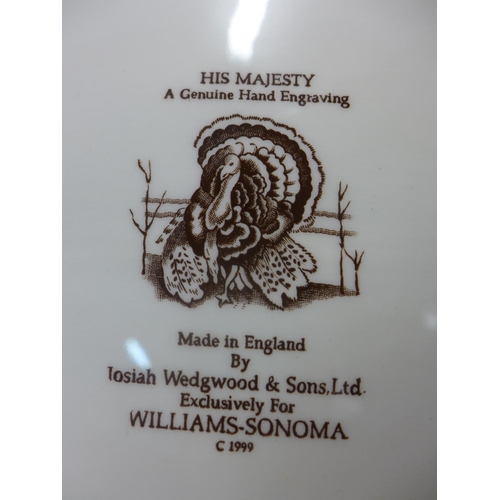 HIS MAJESTY
A Genuine Hand Engraving
Made in England
By
Josiah Wedgwood & Sons, Ltd.
Exclusively For
WILLIAMS-SONOMA
C 1999